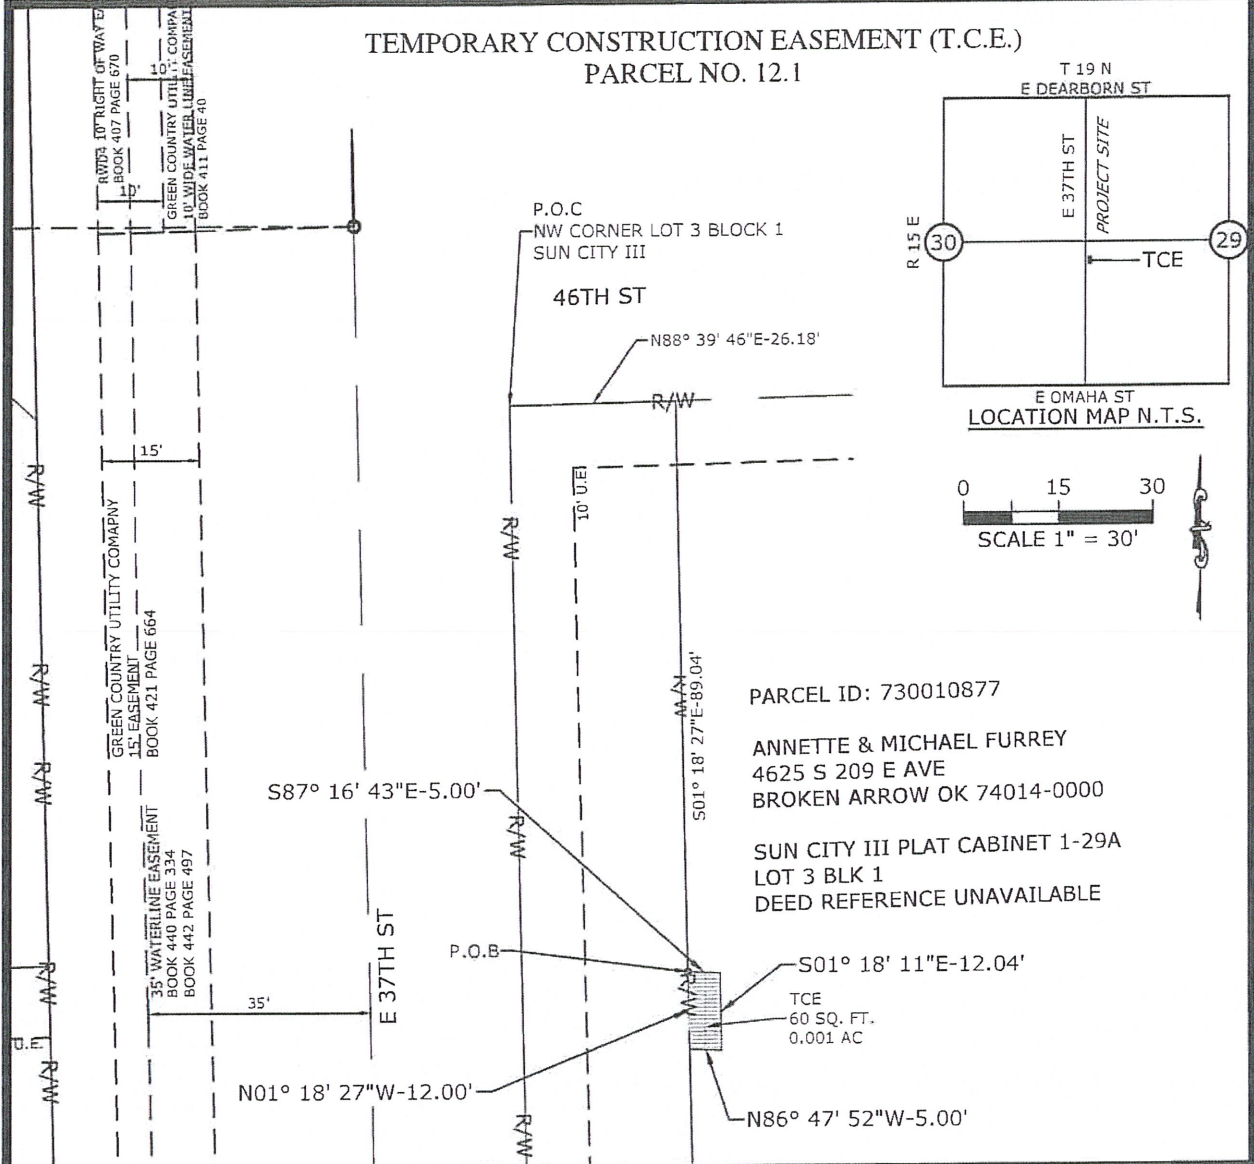 TEMPORARY CONSTRUCTION EASEMENT (T.C.E.)
PARCEL NO. 12.1
RWD4 10' RIGHT OF WAY
BOOK 407 PAGE 670
10'
10'
GREEN COUNTRY UTILITY
10' WIDE WATER LINE EASEMENT
BOOK 411 PAGE 40
P.O.C
NW CORNER LOT 3 BLOCK 1
SUN CITY III
46TH ST
N88° 39' 46"E-26.18'
R/W
T 19 N
E DEARBORN ST
E 37TH ST
PROJECT SITE
R 15 E
30
29
TCE
E OMAHA ST
LOCATION MAP N.T.S.
0 15 30
SCALE 1" = 30'
15'
R/W
R/W
10' U.E
GREEN COUNTRY UTILITY COMAPNY
15' EASEMENT
BOOK 421 PAGE 664
R/W
R/W
S01° 18' 27"E-89.04'
R/W
PARCEL ID: 730010877
ANNETTE & MICHAEL FURREY
4625 S 209 E AVE
BROKEN ARROW OK 74014-0000
SUN CITY III PLAT CABINET 1-29A
LOT 3 BLK 1
DEED REFERENCE UNAVAILABLE
S87° 16' 43"E-5.00'
R/W
35' WATERLINE EASEMENT
BOOK 440 PAGE 334
BOOK 442 PAGE 497
E 37TH ST
P.O.B
R/W
35'
S01° 18' 11"E-12.04'
TCE
60 SQ. FT.
0.001 AC
R/W
N01° 18' 27"W-12.00'
N86° 47' 52"W-5.00'
R/W